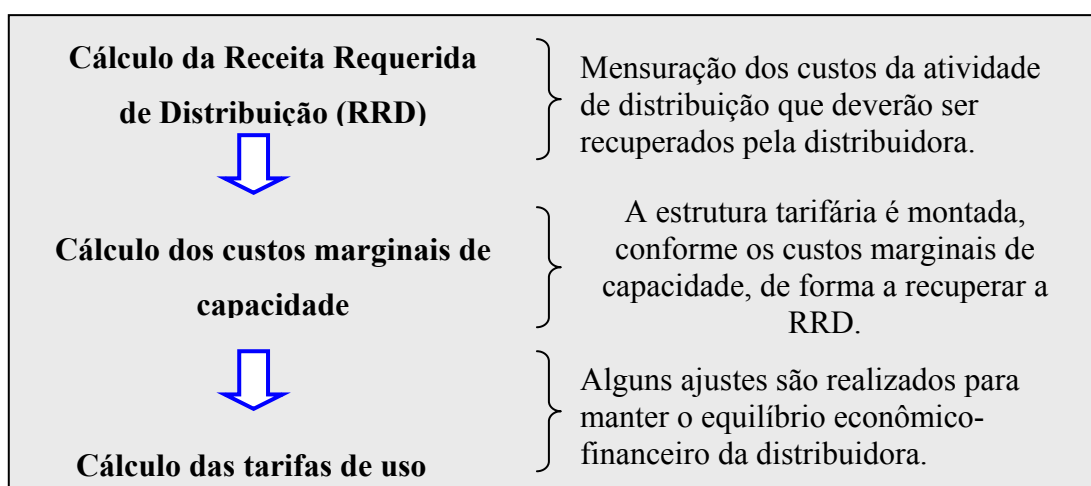 Cálculo da Receita Requerida
de Distribuição (RRD)
Mensuração dos custos da atividade
de distribuição que deverão ser
recuperados pela distribuidora.
Cálculo dos custos marginais de
capacidade
A estrutura tarifária é montada,
conforme os custos marginais de
capacidade, de forma a recuperar a
RRD.
Cálculo das tarifas de uso
Alguns ajustes são realizados para
manter o equilíbrio econômico-
financeiro da distribuidora.